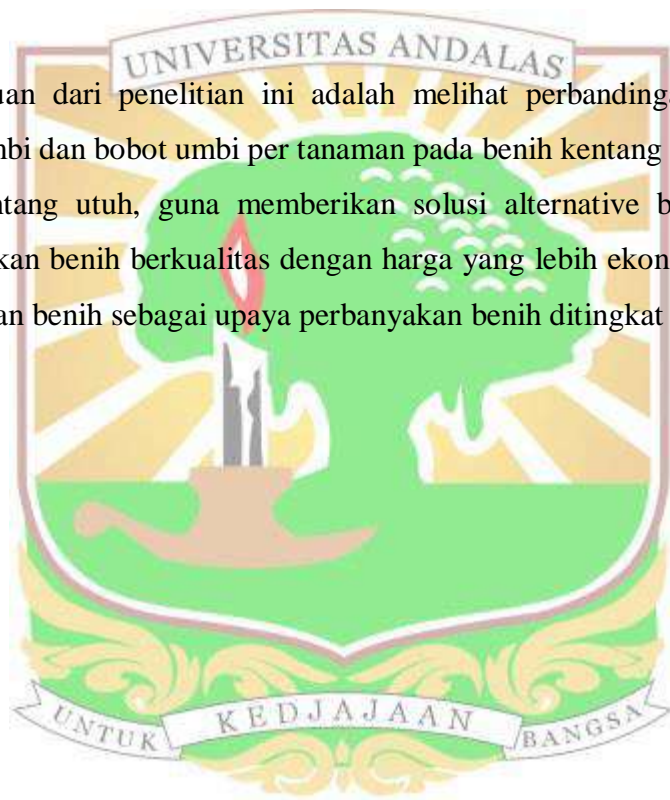 UNIVERSITAS ANDALAS
uan dari penelitian ini adalah melihat perbanding
nbi dan bobot umbi per tanaman pada benih kentang
ntang utuh, guna memberikan solusi alternative b
kan benih berkualitas dengan harga yang lebih ekon
an benih sebagai upaya perbanyakan benih ditingkat
UNTUK KEDJAJAAN BANGSA